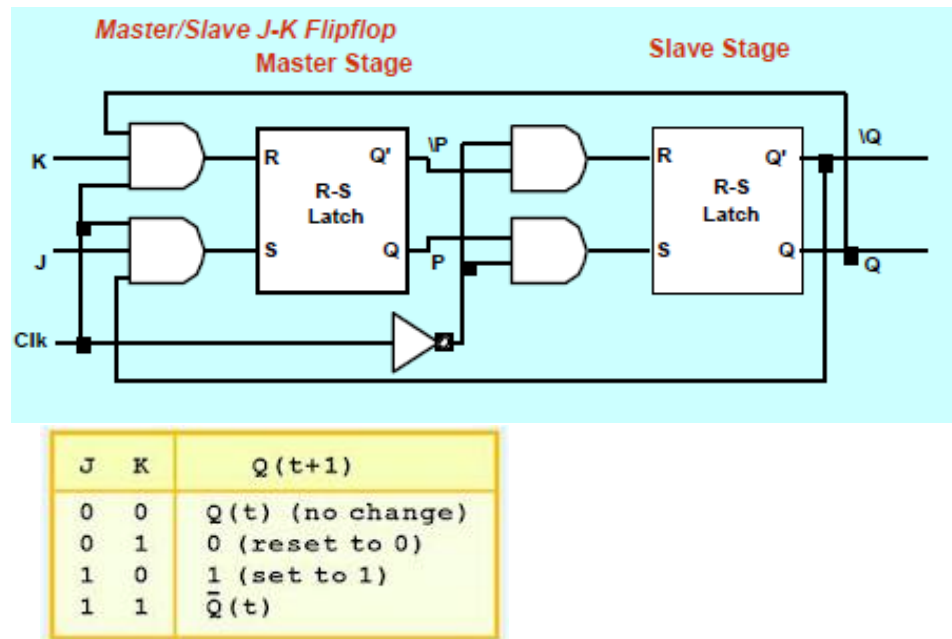 Master/Slave J-K Flipflop
Master Stage
Slave Stage
K
J
Clk
R
Q'
R-S
Latch
S
Q
\P
P
R
Q'
R-S
Latch
S
Q
\Q
Q
J K Q(t+1)
0 0 Q(t) (no change)
0 1 0 (reset to 0)
1 0 1 (set to 1)
1 1 Q̄(t)